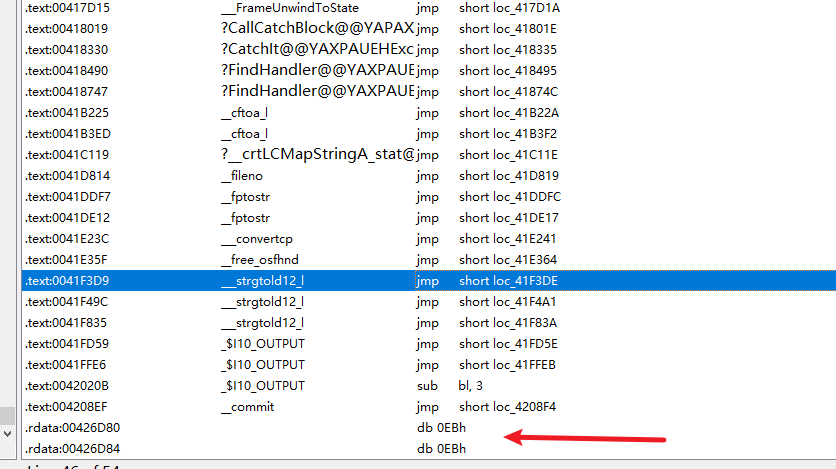 .text:00417D15 ___FrameUnwindToState jmp short loc_417D1A
.text:00418019 ?CallCatchBlock@@YAPAX jmp short loc_41801E
.text:00418330 ?CatchIt@@YAXPAUEHExc jmp short loc_418335
.text:00418490 ?FindHandler@@YAXPAUE jmp short loc_418495
.text:00418747 ?FindHandler@@YAXPAUE jmp short loc_41874C
.text:0041B225 __cftoa_l jmp short loc_41B22A
.text:0041B3ED __cftoa_l jmp short loc_41B3F2
.text:0041C119 ?__crtLCMapStringA_stat@ jmp short loc_41C11E
.text:0041D814 __fileno jmp short loc_41D819
.text:0041DDF7 __fptostr jmp short loc_41DDFC
.text:0041DE12 __fptostr jmp short loc_41DE17
.text:0041E23C ___convertcp jmp short loc_41E241
.text:0041E35F __free_osfhnd jmp short loc_41E364
.text:0041F3D9 ___strgtold12_l jmp short loc_41F3DE
.text:0041F49C ___strgtold12_l jmp short loc_41F4A1
.text:0041F835 ___strgtold12_l jmp short loc_41F83A
.text:0041FD59 _$I10_OUTPUT jmp short loc_41FD5E
.text:0041FFE6 _$I10_OUTPUT jmp short loc_41FFEB
.text:0042020B _$I10_OUTPUT sub bl, 3
.text:004208EF __commit jmp short loc_4208F4
.rdata:00426D80 db 0EBh
.rdata:00426D84 db 0EBh